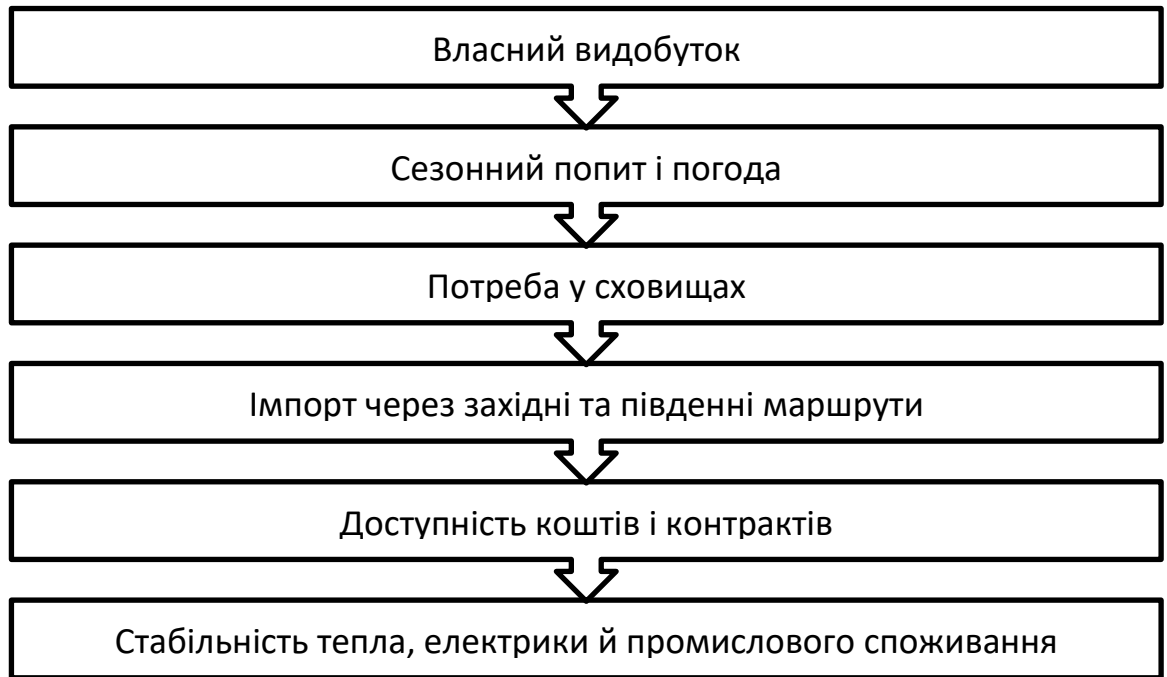 Власний видобуток
Сезонний попит і погода
Потреба у сховищах
Імпорт через західні та південні маршрути
Доступність коштів і контрактів
Стабільність тепла, електрики й промислового споживання